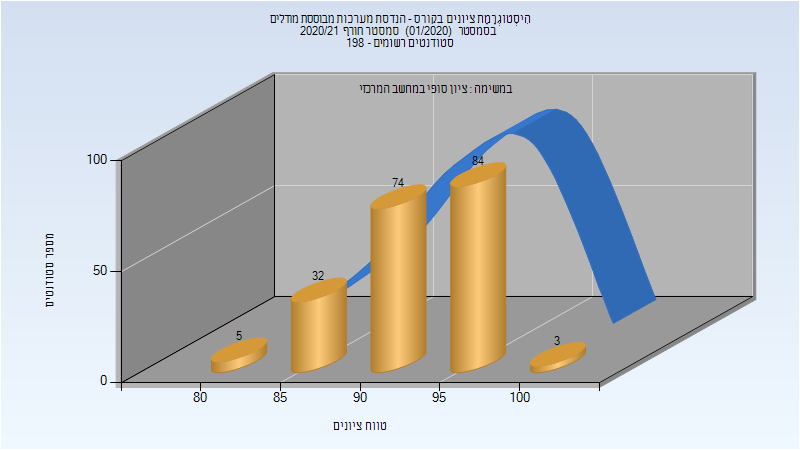 הִיסְטוֹגְרָמַת ציונים בקורס - הנדסת מערכות מבוססת מודלים
בסמסטר (01/2020) סמסטר חורף 2020/21
סטודנטים רשומים - 198
במשימה : ציון סופי במחשב המרכזי
100
50
0
מספר סטודנטים
5
32
74
84
3
80
85
90
95
100
טווח ציונים